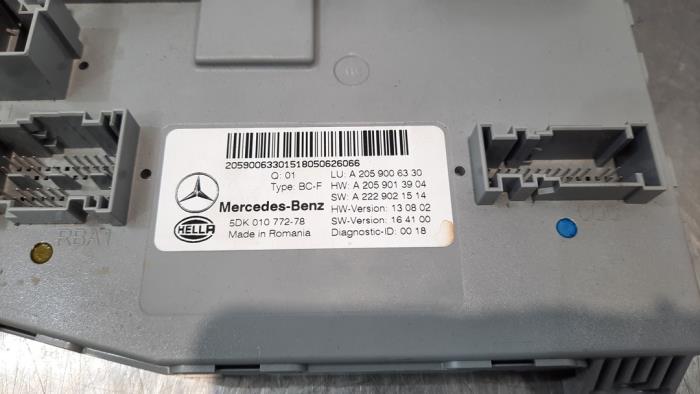 20590063301518050626066
Q: 01 LU: A 205 900 63 30
Type: BC-F HW: A 205 901 39 04
SW: A 222 902 15 14
Mercedes-Benz HW-Version: 13 08 02
5DK 010 772-78 SW-Version: 16 41 00
HELLA Made in Romania Diagnostic-ID: 00 18
RBA1